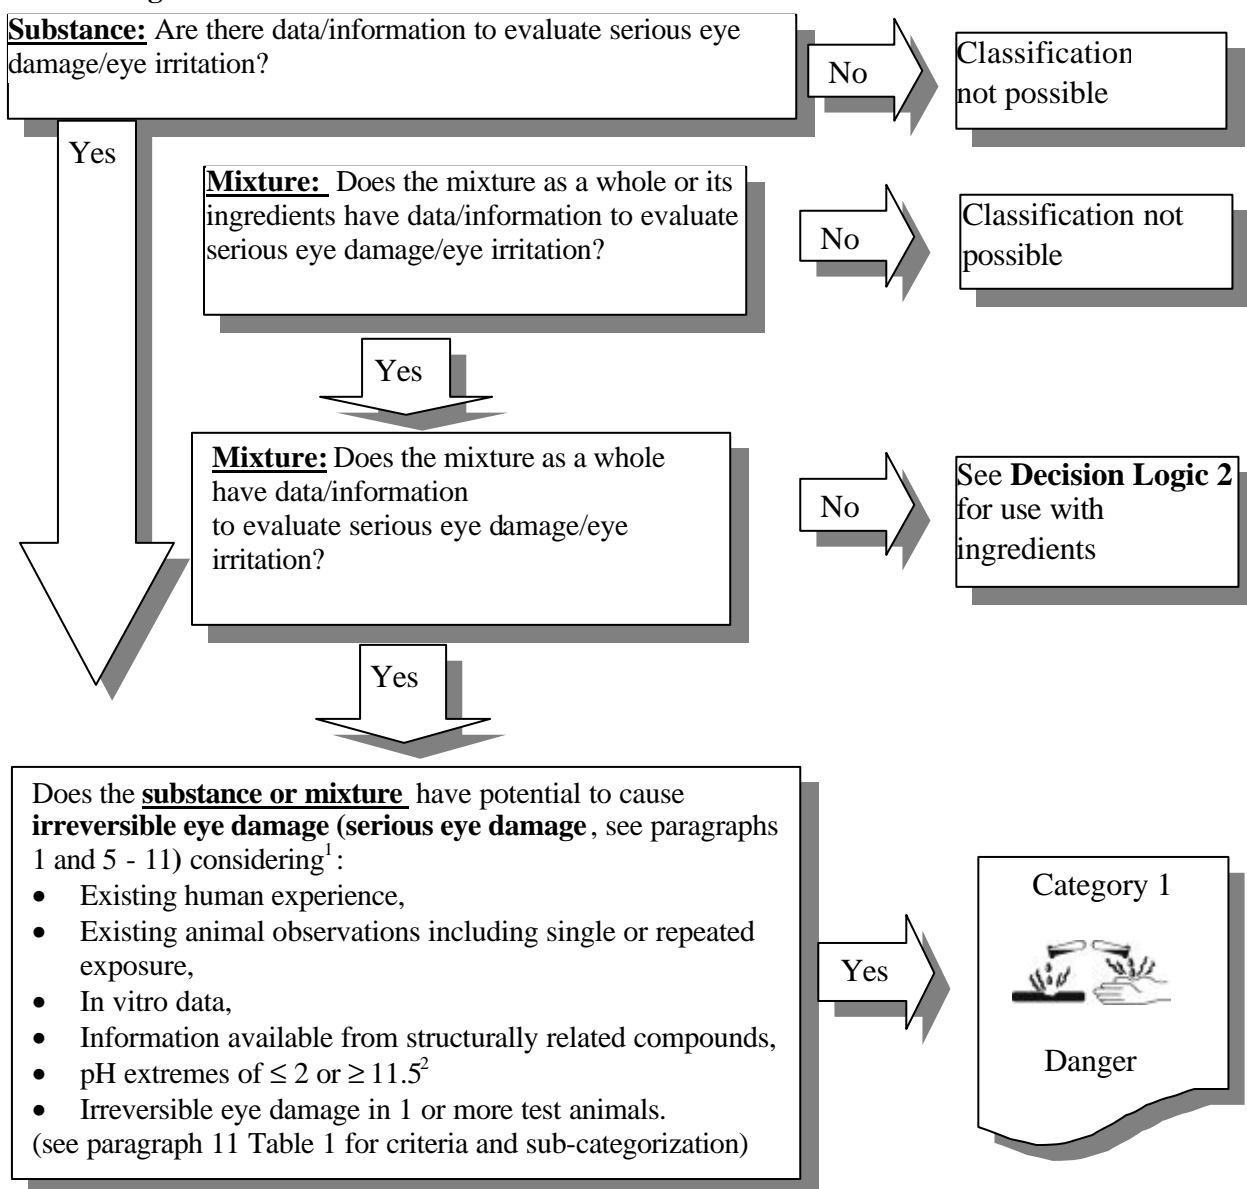 Substance: Are there data/information to evaluate serious eye
damage/eye irritation?
No
Classification
not possible
Yes
Mixture: Does the mixture as a whole or its
ingredients have data/information to evaluate
serious eye damage/eye irritation?
No
Classification not
possible
Yes
Mixture: Does the mixture as a whole
have data/information
to evaluate serious eye damage/eye
irritation?
No
See Decision Logic 2
for use with
ingredients
Yes
Does the substance or mixture have potential to cause
irreversible eye damage (serious eye damage, see paragraphs
1 and 5 - 11) considering¹:
• Existing human experience,
• Existing animal observations including single or repeated
exposure,
• In vitro data,
• Information available from structurally related compounds,
• pH extremes of ≤ 2 or ≥ 11.5²
• Irreversible eye damage in 1 or more test animals.
(see paragraph 11 Table 1 for criteria and sub-categorization)
Yes
Category 1
Danger